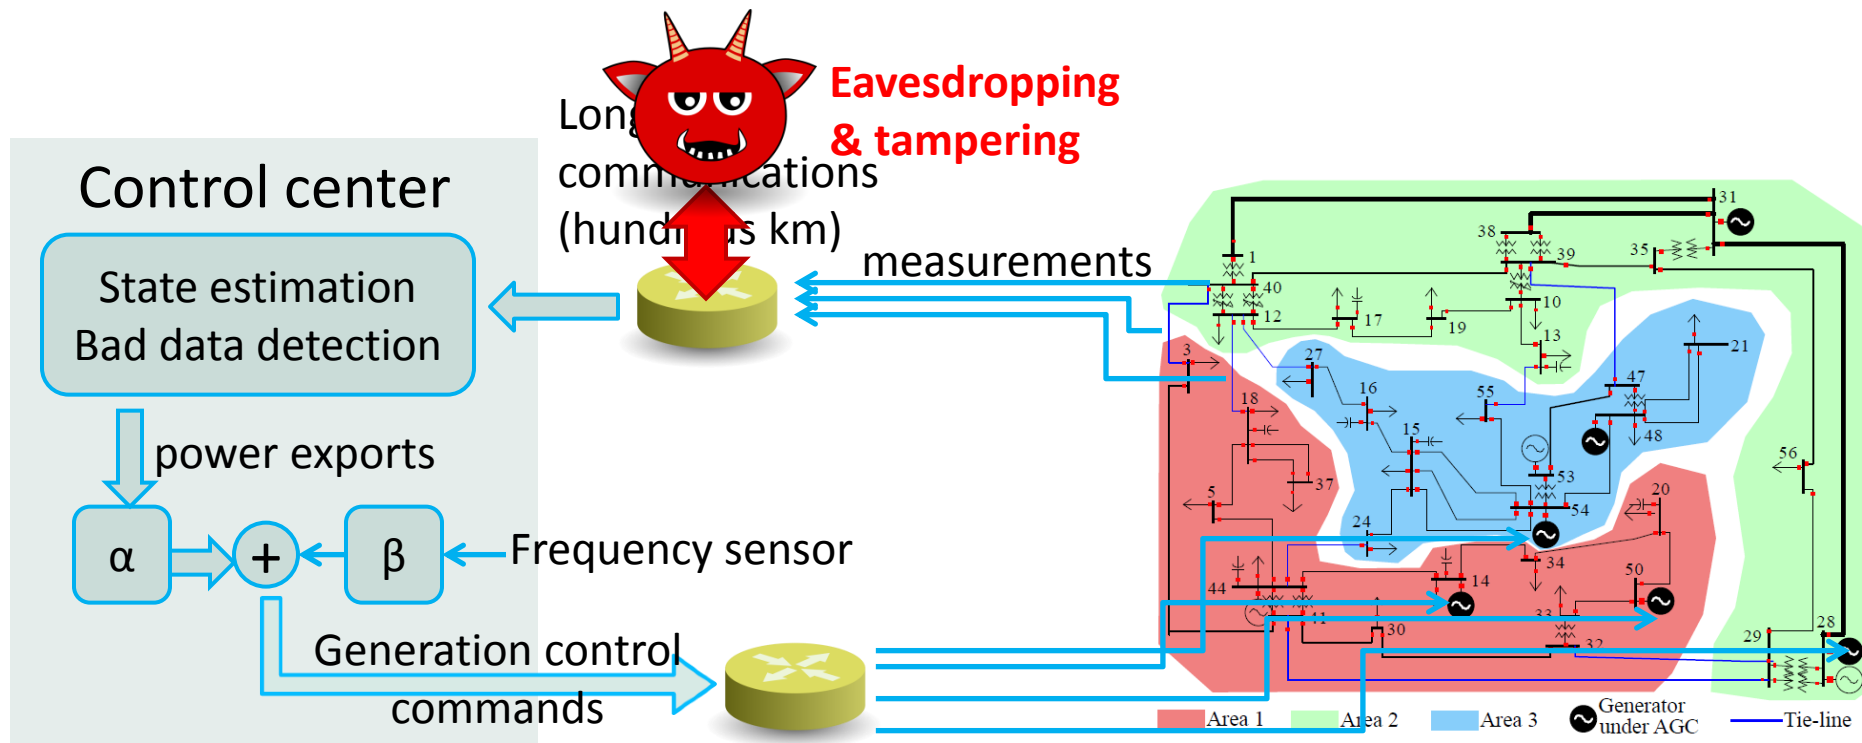 Eavesdropping
& tampering
Long
communications
(hundreds km)
Control center
State estimation
Bad data detection
measurements
power exports
α
+
β
Frequency sensor
Generation control
commands
31
38
39
35
1
40
12
17
19
10
13
3
27
16
18
15
55
47
21
48
53
54
56
37
5
24
20
34
50
44
14
41
30
33
32
29
28
Area 1
Area 2
Area 3
Generator
under AGC
Tie-line